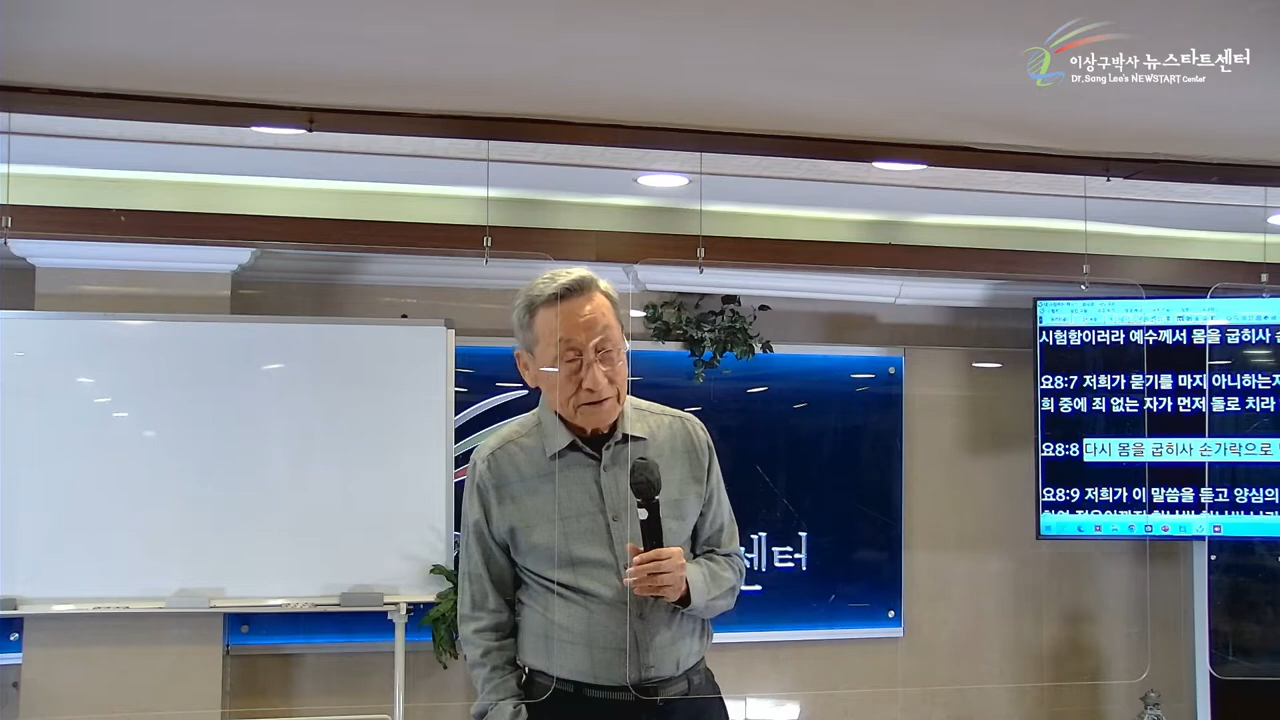 이상구박사 뉴스타트센터
Dr. Sang Lee's NEWSTART Center
시험함이러라 예수께서 몸을 굽히사
요8:7 저희가 묻기를 마지 아니하는
희 중에 죄 없는 자가 먼저 돌로 치라
요8:8 다시 몸을 굽히사 손가락으로
요8:9 저희가 이 말씀을 듣고 양심의
센터